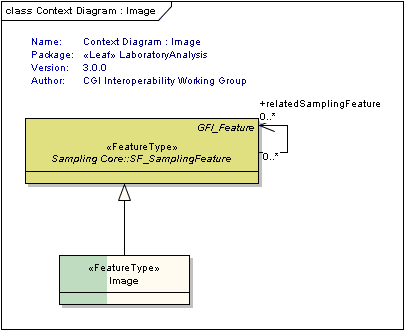 class Context Diagram : Image
Name: Context Diagram : Image
Package: «Leaf» LaboratoryAnalysis
Version: 3.0.0
Author: CGI Interoperability Working Group
+relatedSamplingFeature
0..*
GFI_Feature
«FeatureType»
0..*
Sampling Core::SF_SamplingFeature
«FeatureType»
Image